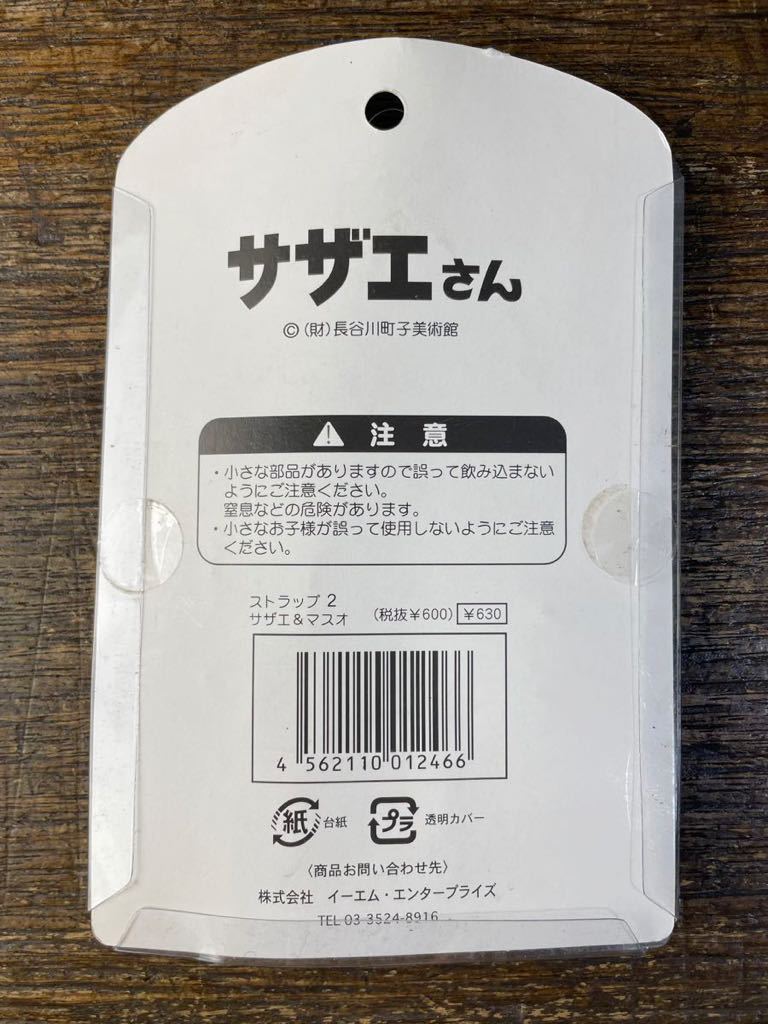 サザエさん
©(財)長谷川町子美術館
注意
・小さな部品がありますので誤って飲み込まない
ようにご注意ください。
窒息などの危険があります。
・小さなお子様が誤って使用しないようにご注意
ください。
ストラップ 2
サザエ&マスオ (税抜¥600) ¥630
4 562110 012466
紙 台紙 プラ 透明カバー
〈商品お問い合わせ先〉
株式会社 イーエム・エンタープライズ
TEL 03-3524-8916